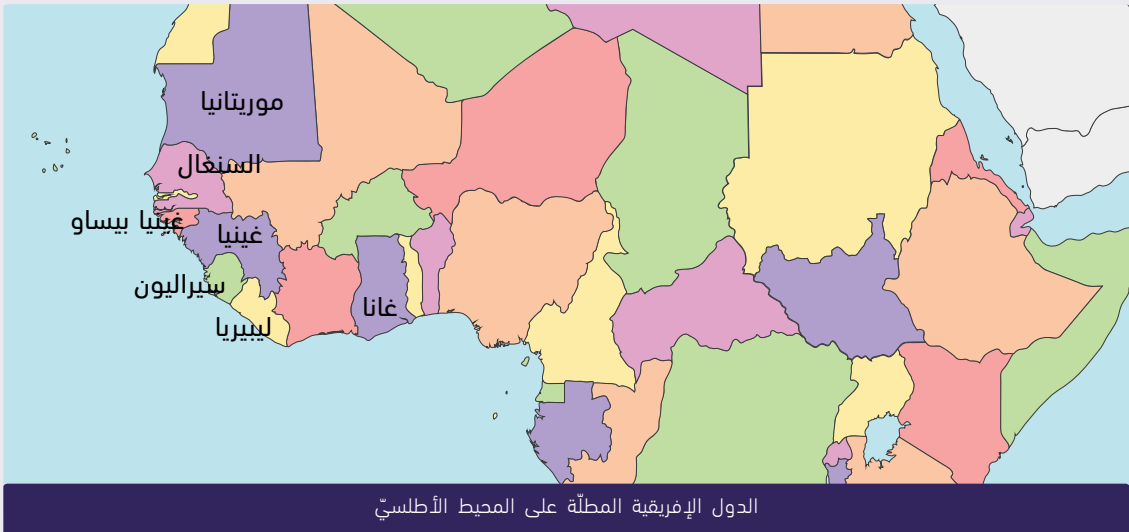 موريتانيا
السنغال
غينيا بيساو
غينيا
سيراليون
غانا
ليبيريا
الدول الإفريقية المطلّة على المحيط الأطلسيّ